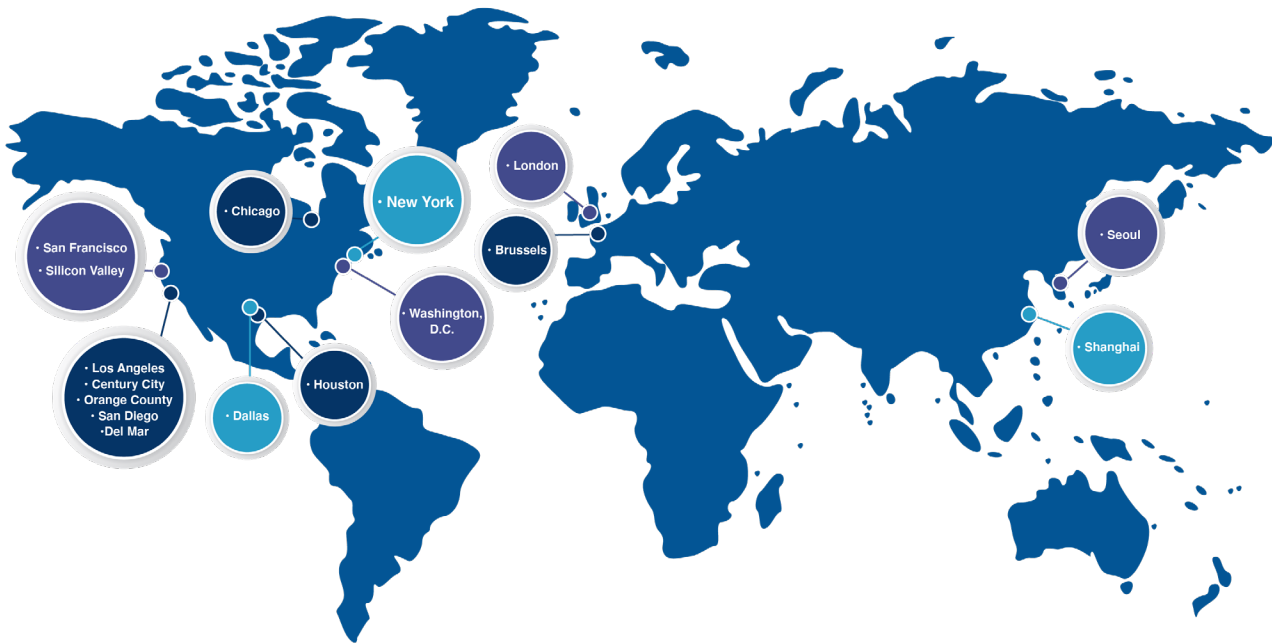 • London
• Chicago
• New York
• Seoul
• San Francisco
• Silicon Valley
• Brussels
• Washington,
D.C.
• Shanghai
• Los Angeles
• Century City
• Orange County
• San Diego
•Del Mar
• Houston
• Dallas